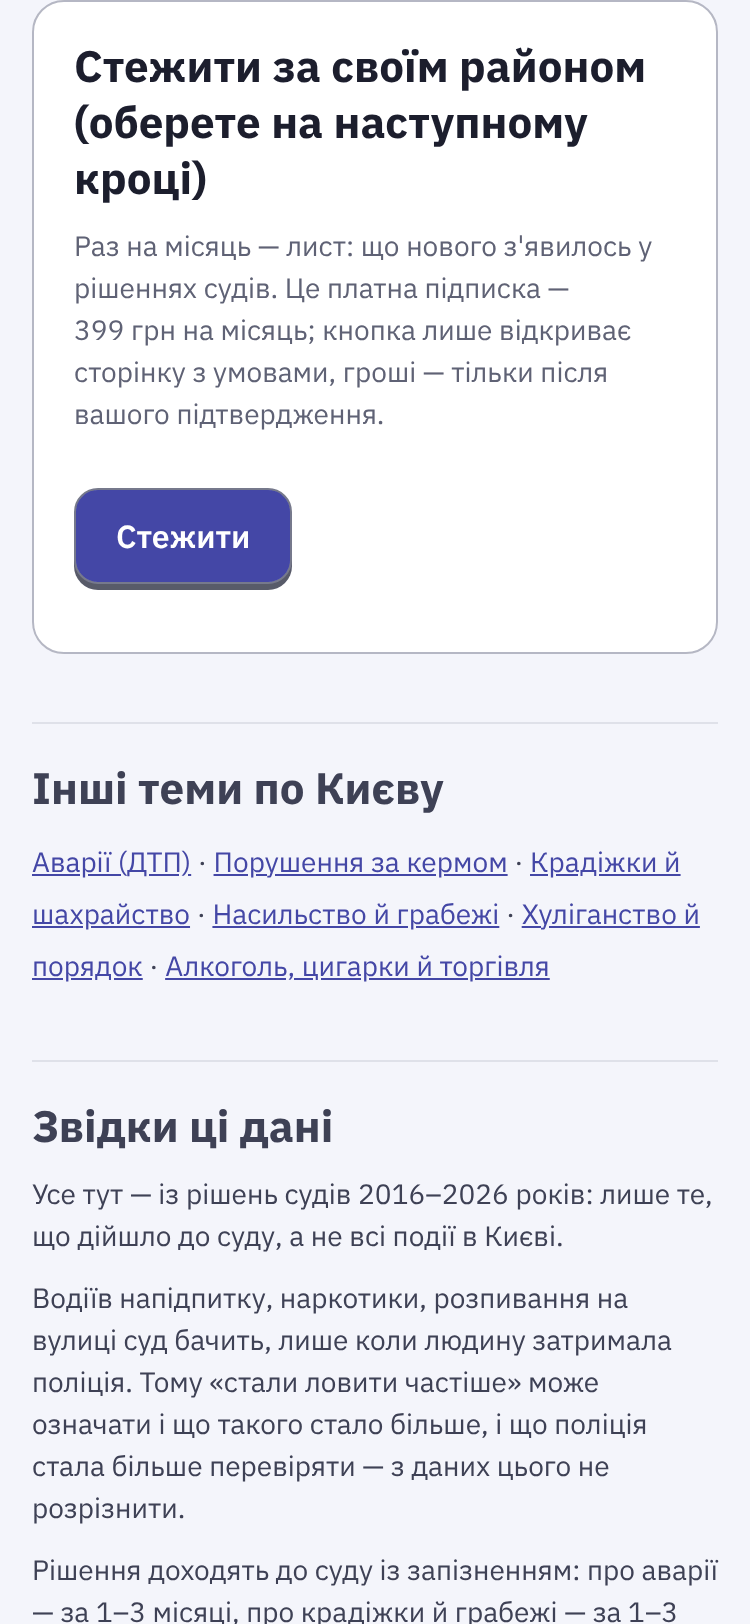 Стежити за своїм районом
(оберете на наступному
кроці)
Раз на місяць — лист: що нового з'явилось у
рішеннях судів. Це платна підписка —
399 грн на місяць; кнопка лише відкриває
сторінку з умовами, гроші — тільки після
вашого підтвердження.
Стежити
Інші теми по Києву
Аварії (ДТП) · Порушення за кермом · Крадіжки й
шахрайство · Насильство й грабежі · Хуліганство й
порядок · Алкоголь, цигарки й торгівля
Звідки ці дані
Усе тут — із рішень судів 2016–2026 років: лише те,
що дійшло до суду, а не всі події в Києві.
Водіїв напідпитку, наркотики, розпивання на
вулиці суд бачить, лише коли людину затримала
поліція. Тому «стали ловити частіше» може
означати і що такого стало більше, і що поліція
стала більше перевіряти — з даних цього не
розрізнити.
Рішення доходять до суду із запізненням: про аварії
— за 1–3 місяці, про крадіжки й грабежі — за 1–3